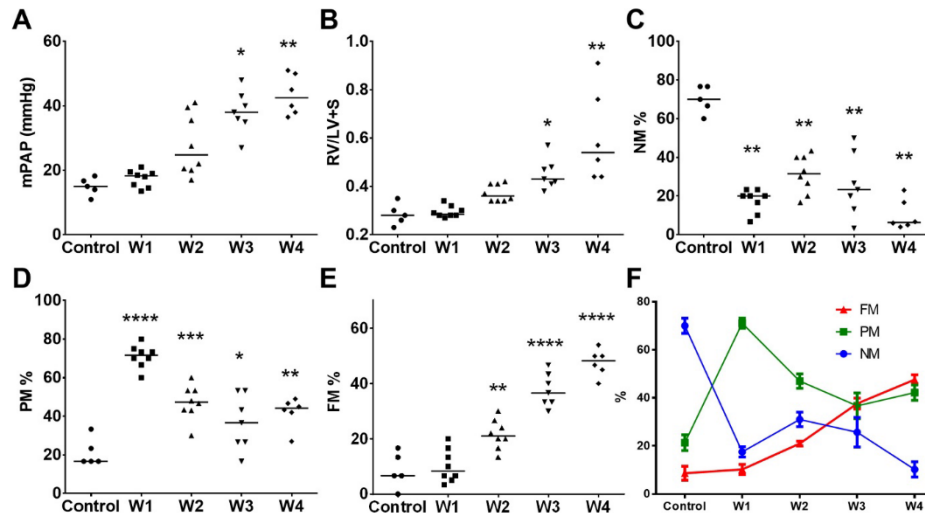 A
mPAP (mmHg)
60
40
20
0
Control W1 W2 W3 W4
* **
B
RV/LV+S
1.0
0.8
0.6
0.4
0.2
Control W1 W2 W3 W4
* **
C
NM %
100
80
60
40
20
0
Control W1 W2 W3 W4
** ** ** **
D
PM %
100
80
60
40
20
0
Control W1 W2 W3 W4
**** *** * **
E
FM %
80
60
40
20
0
Control W1 W2 W3 W4
** **** ****
F
%
80
60
40
20
0
Control W1 W2 W3 W4
FM
PM
NM